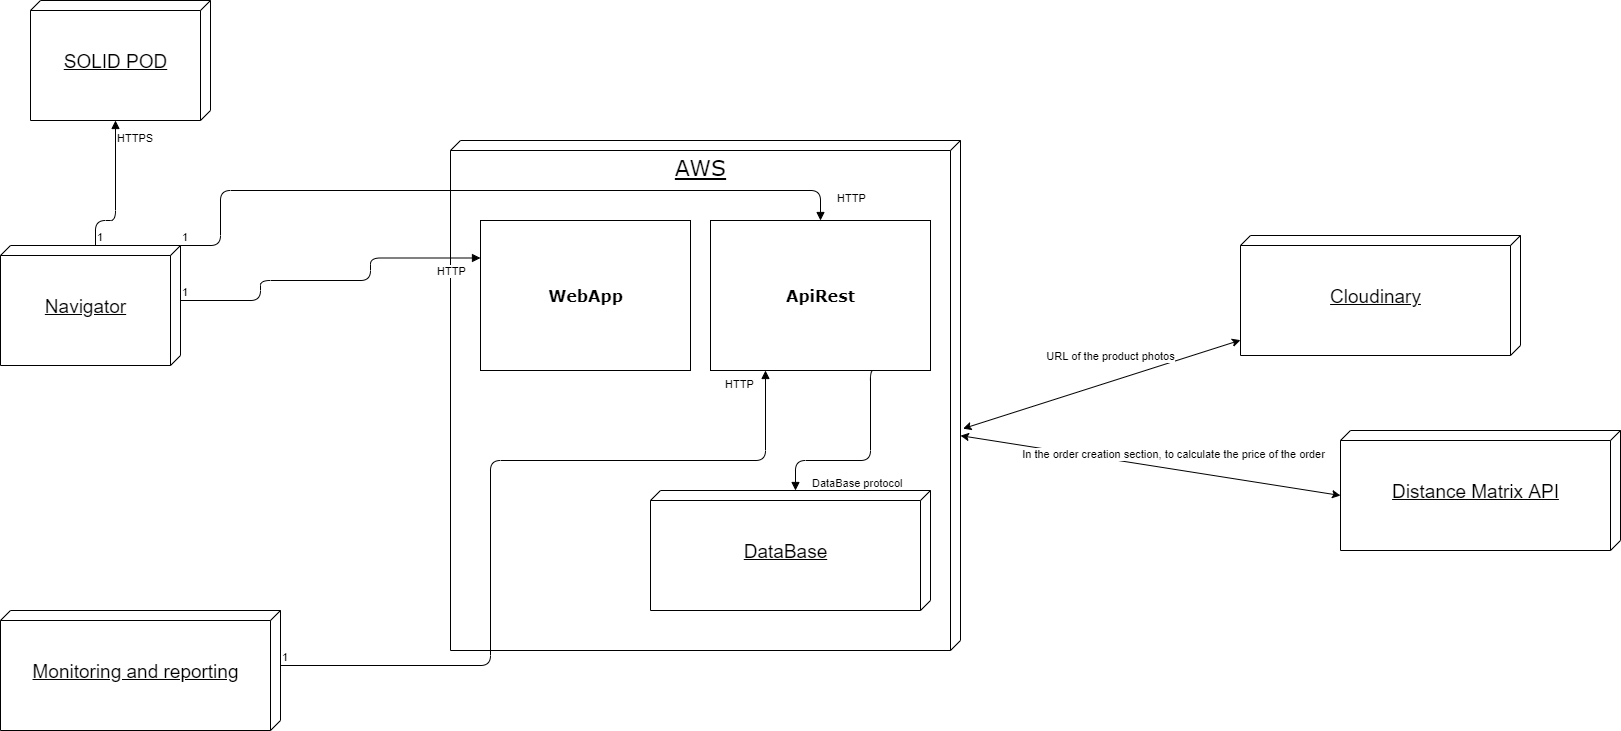 SOLID POD
HTTPS
AWS
HTTP
1
1
HTTP
1
Navigator
WebApp
ApiRest
Cloudinary
URL of the product photos
HTTP
In the order creation section, to calculate the price of the order
DataBase protocol
Distance Matrix API
DataBase
1
Monitoring and reporting